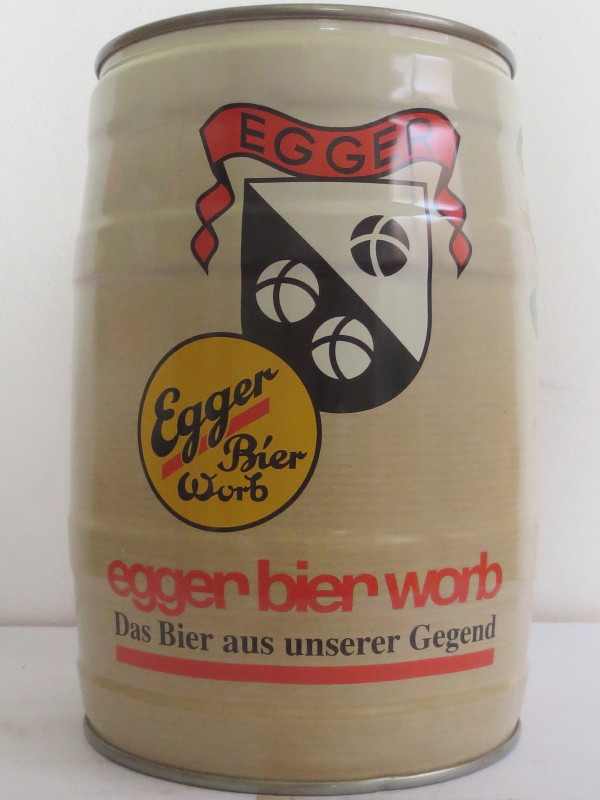 EGGER
Egger
Bier
Worb
egger bier worb
Das Bier aus unserer Gegend